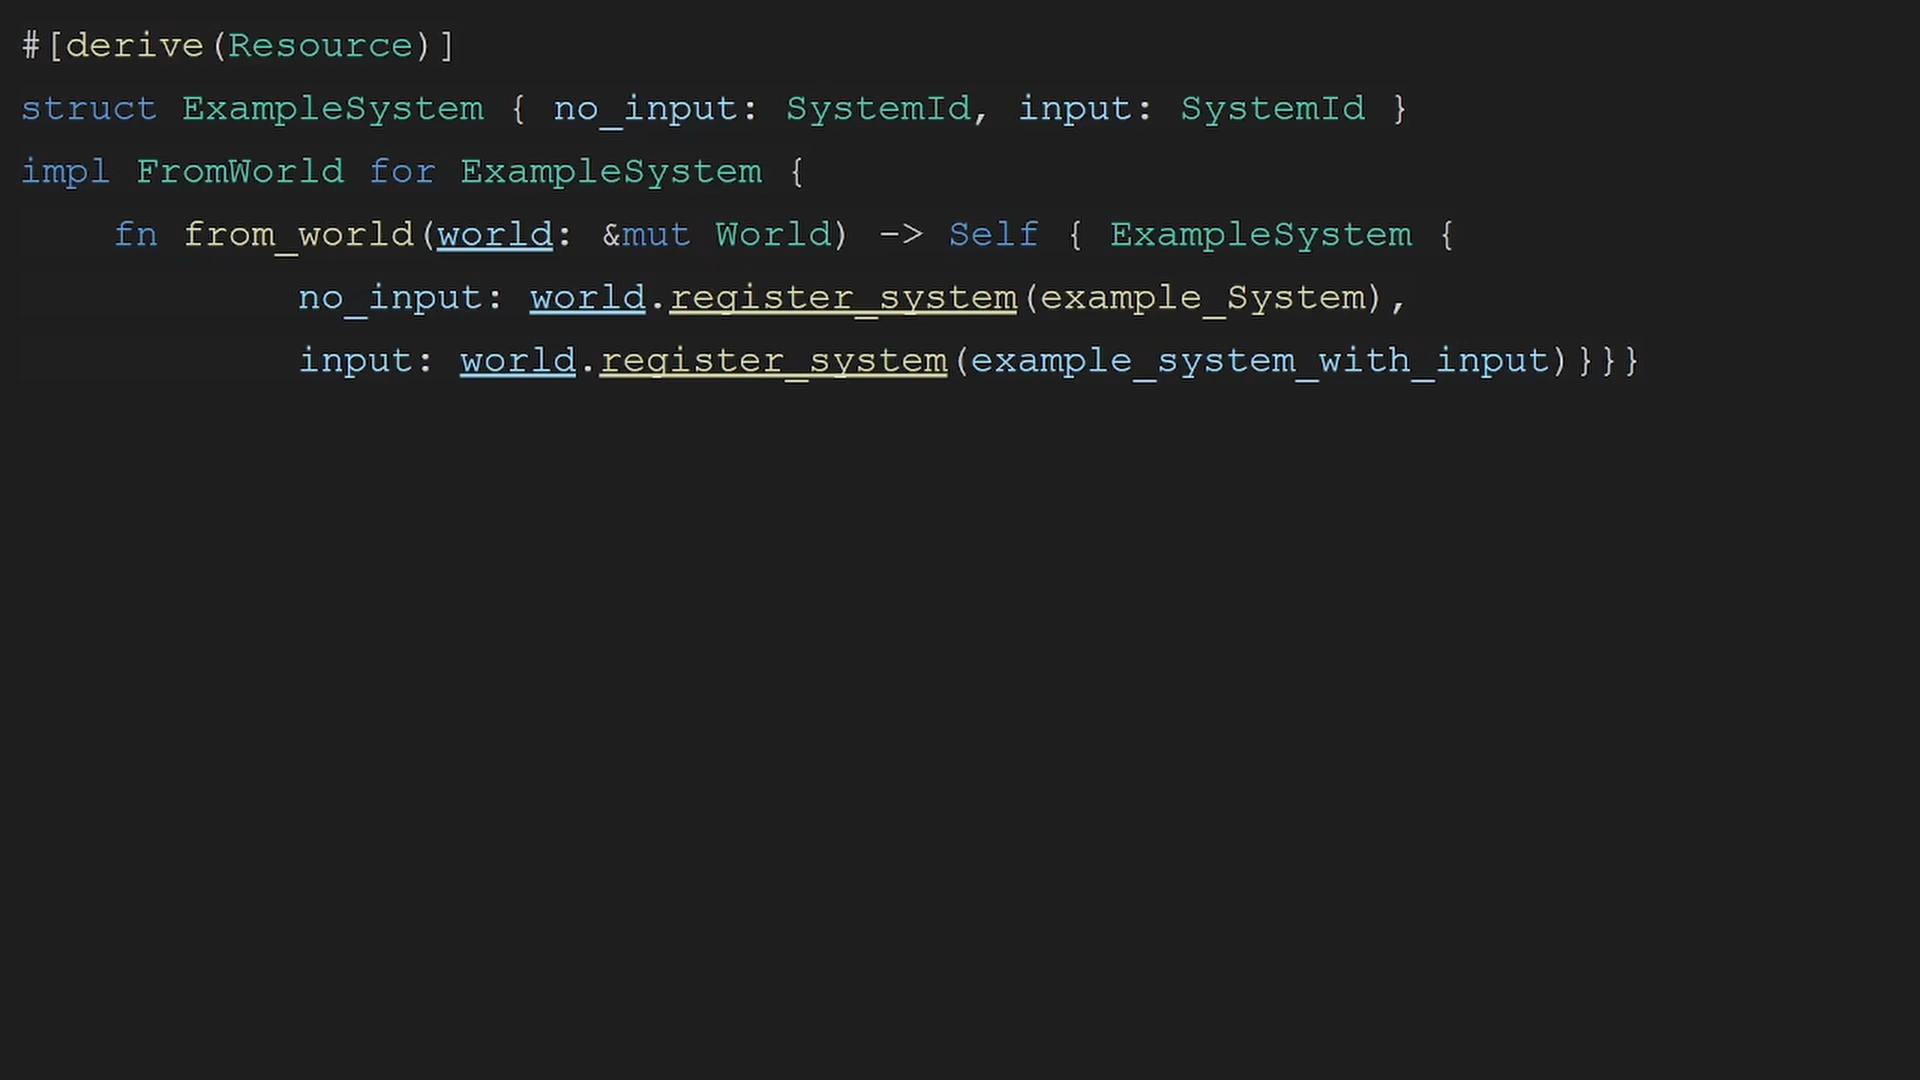 #[derive(Resource)]
struct ExampleSystem { no_input: SystemId, input: SystemId }
impl FromWorld for ExampleSystem {
    fn from_world(world: &mut World) -> Self { ExampleSystem {
            no_input: world.register_system(example_System),
            input: world.register_system(example_system_with_input)}}}